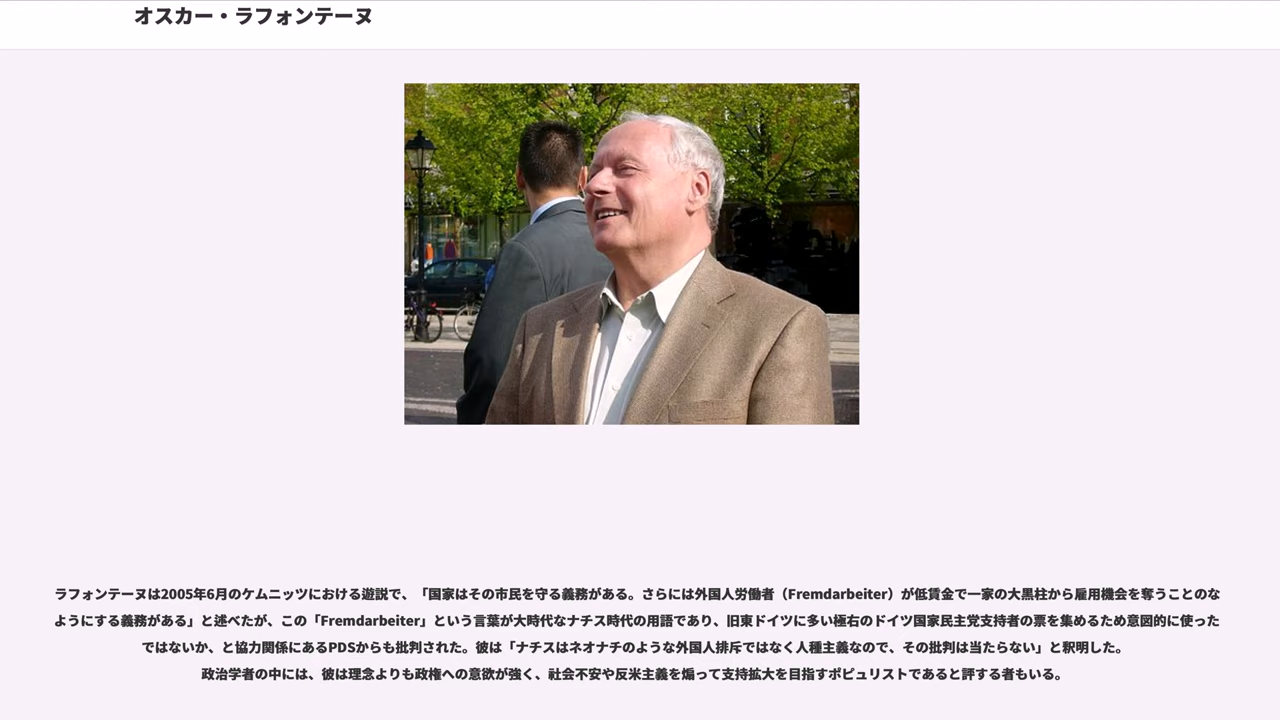 オスカー・ラフォンテーヌ
ラフォンテーヌは2005年6月のケムニッツにおける遊説で、「国家はその市民を守る義務がある。さらには外国人労働者（Fremdarbeiter）が低賃金で一家の大黒柱から雇用機会を奪うことのな
ようにする義務がある」と述べたが、この「Fremdarbeiter」という言葉が大時代なナチス時代の用語であり、旧東ドイツに多い極右のドイツ国家民主党支持者の票を集めるため意図的に使った
ではないか、と協力関係にあるPDSからも批判された。彼は「ナチスはネオナチのような外国人排斥ではなく人種主義なので、その批判は当たらない」と釈明した。
政治学者の中には、彼は理念よりも政権への意欲が強く、社会不安や反米主義を煽って支持拡大を目指すポピュリストであると評する者もいる。